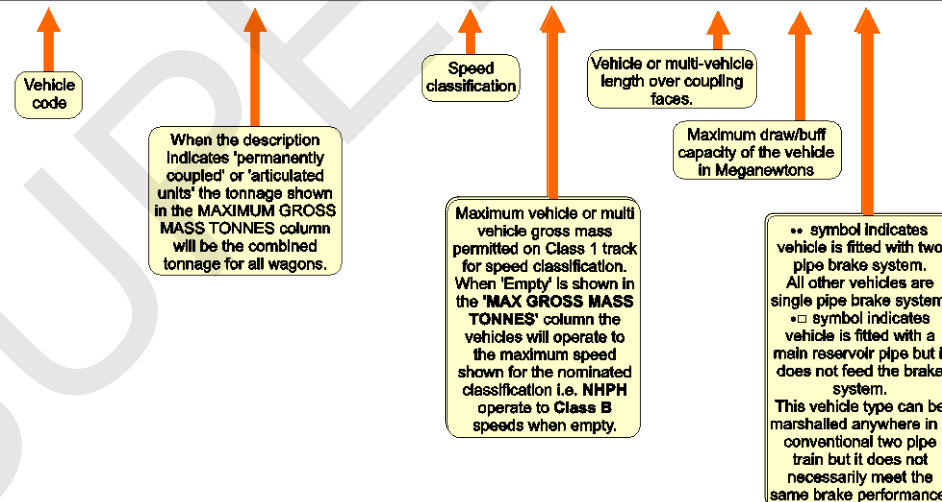 Vehicle
code
When the description
indicates 'permanently
coupled' or 'articulated
units' the tonnage shown
in the MAXIMUM GROSS
MASS TONNES column
will be the combined
tonnage for all wagons.
Speed
classification
Maximum vehicle or multi
vehicle gross mass
permitted on Class 1 track
for speed classification.
When 'Empty' is shown in
the 'MAX GROSS MASS
TONNES' column the
vehicles will operate to
the maximum speed
shown for the nominated
classification i.e. NHPH
operate to Class B
speeds when empty.
Vehicle or multi-vehicle
length over coupling
faces.
Maximum draw/buff
capacity of the vehicle
in Meganewtons
•• symbol indicates
vehicle is fitted with two
pipe brake system.
All other vehicles are
single pipe brake system
•□ symbol indicates
vehicle is fitted with a
main reservoir pipe but
does not feed the brake
system.
This vehicle type can be
marshalled anywhere in
conventional two pipe
train but it does not
necessarily meet the
same brake performance